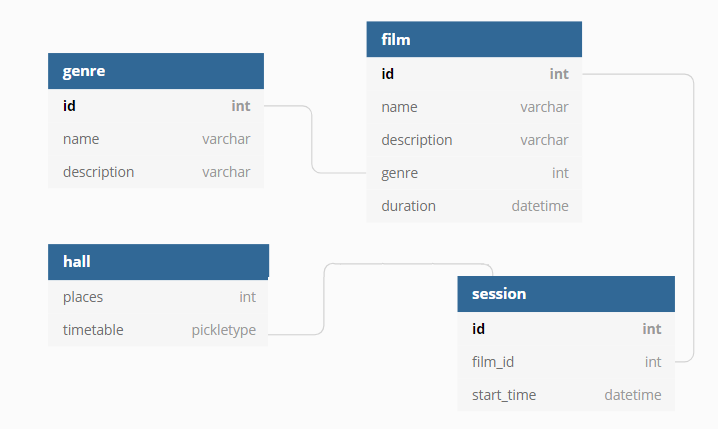 genre
id int
name varchar
description varchar
film
id int
name varchar
description varchar
genre int
duration datetime
hall
places int
timetable pickletype
session
id int
film_id int
start_time datetime